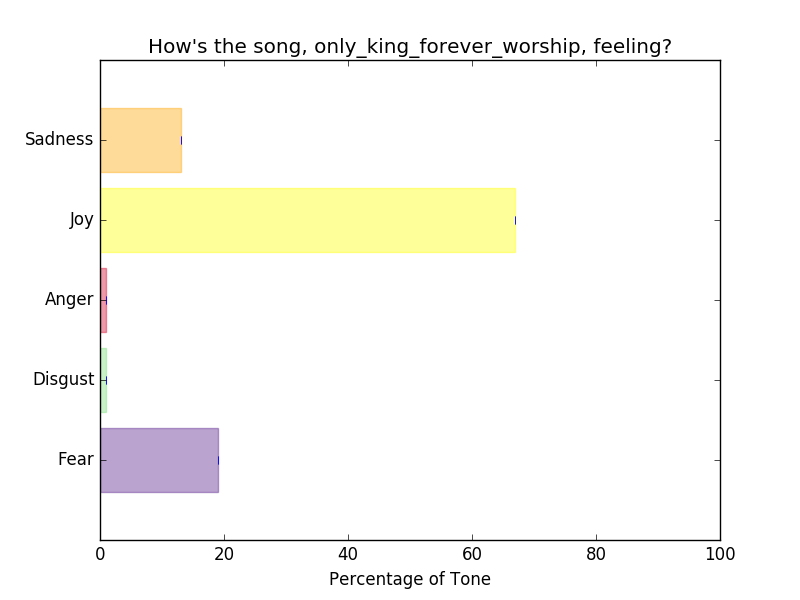 How's the song, only_king_forever_worship, feeling?
Sadness
Joy
Anger
Disgust
Fear
0 20 40 60 80 100
Percentage of Tone